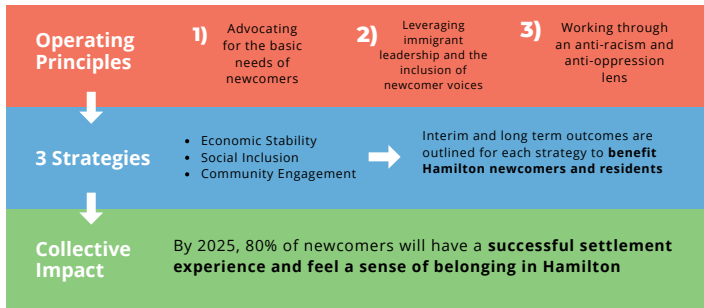 Operating
Principles
1)
Advocating
for the basic
needs of
newcomers
2)
Leveraging
immigrant
leadership and the
inclusion of
newcomer voices
3)
Working through
an anti-racism and
anti-oppression
lens
3 Strategies
• Economic Stability
• Social Inclusion
• Community Engagement
Interim and long term outcomes are
outlined for each strategy to benefit
Hamilton newcomers and residents
Collective
Impact
By 2025, 80% of newcomers will have a successful settlement
experience and feel a sense of belonging in Hamilton